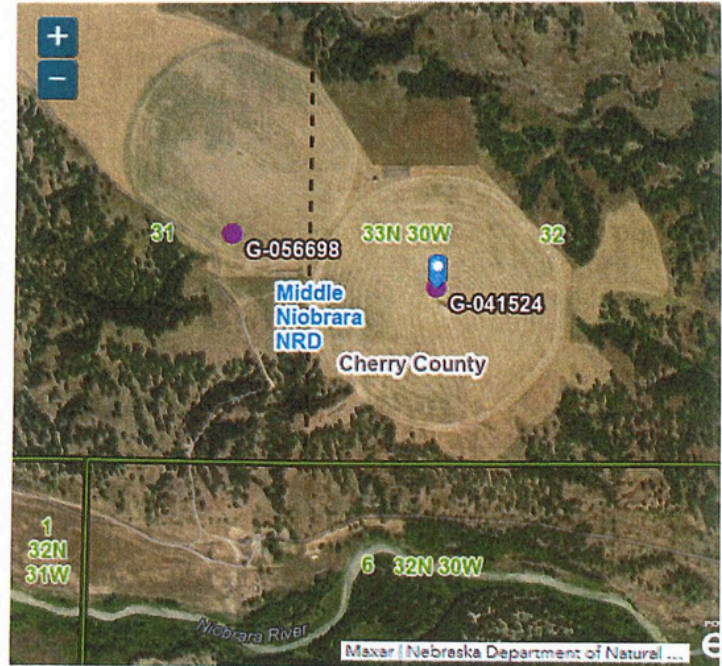 +
−
31
33N 30W
32
G-056698
Middle
Niobrara
NRD
G-041524
Cherry County
1
32N
31W
6 32N 30W
Niobrara River
Maxar | Nebraska Department of Natural ...
PO
e